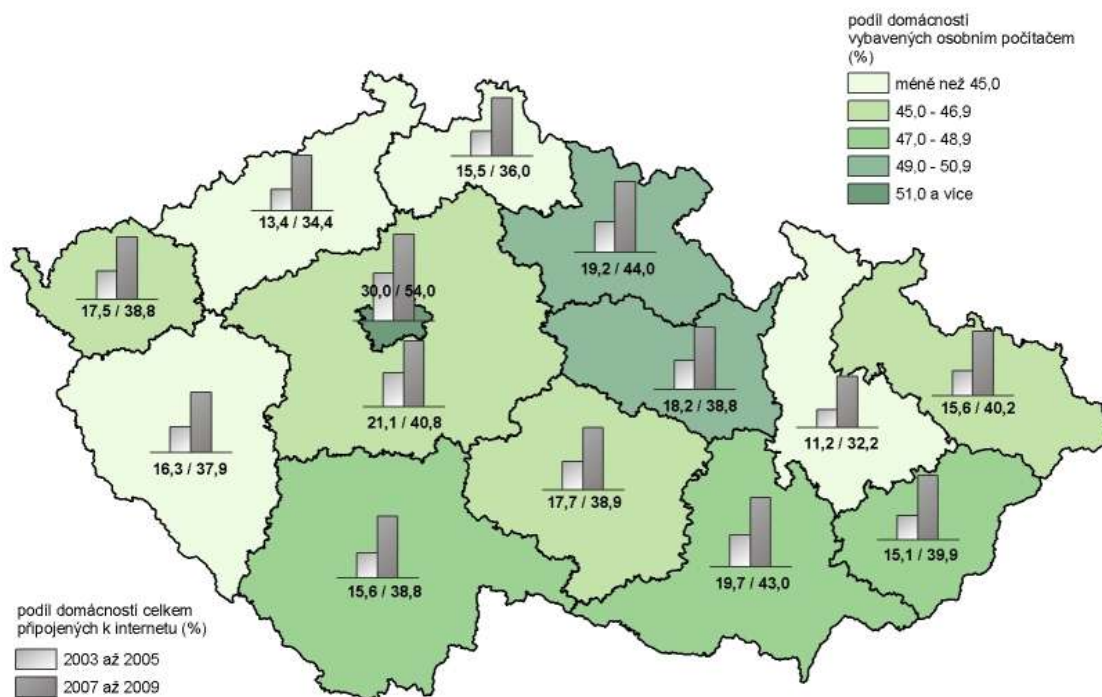 podíl domácností
vybavených osobním počítačem
(%)
méně než 45,0
45,0 - 46,9
47,0 - 48,9
49,0 - 50,9
51,0 a více
15,5 / 36,0
13,4 / 34,4
19,2 / 44,0
17,5 / 38,8
30,0 / 54,0
18,2 / 38,8
15,6 / 40,2
21,1 / 40,8
11,2 / 32,2
16,3 / 37,9
17,7 / 38,9
15,1 / 39,9
19,7 / 43,0
15,6 / 38,8
podíl domácností celkem
připojených k internetu (%)
2003 až 2005
2007 až 2009